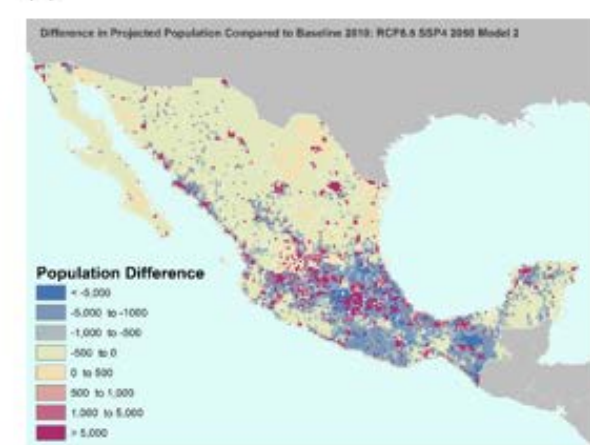 Difference in Projected Population Compared to Baseline 2010: RCP8.5 SSP4 2050 Model 2
Population Difference
< -5,000
-5,000 to -1000
-1,000 to -500
-500 to 0
0 to 500
500 to 1,000
1,000 to 5,000
> 5,000